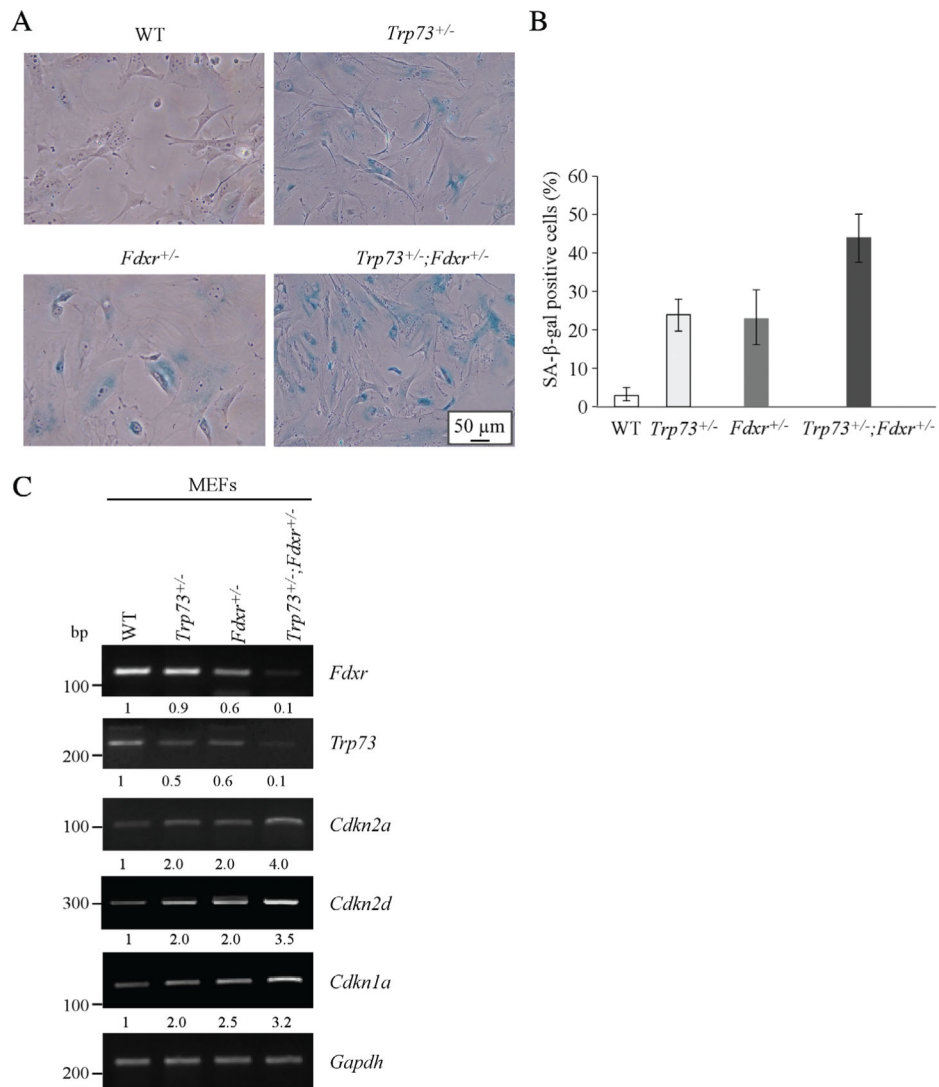 A
WT
Trp73+/-
Fdxr+/-
Trp73+/-;Fdxr+/-
50 µm
B
SA-β-gal positive cells (%)
60
50
40
30
20
10
0
WT Trp73+/- Fdxr+/- Trp73+/-;Fdxr+/-
C
MEFs
bp
WT
Trp73+/-
Fdxr+/-
Trp73+/-;Fdxr+/-
100
Fdxr
1 0.9 0.6 0.1
200
Trp73
1 0.5 0.6 0.1
100
Cdkn2a
1 2.0 2.0 4.0
300
Cdkn2d
1 2.0 2.0 3.5
Cdkn1a
100
1 2.0 2.5 3.2
Gapdh
200